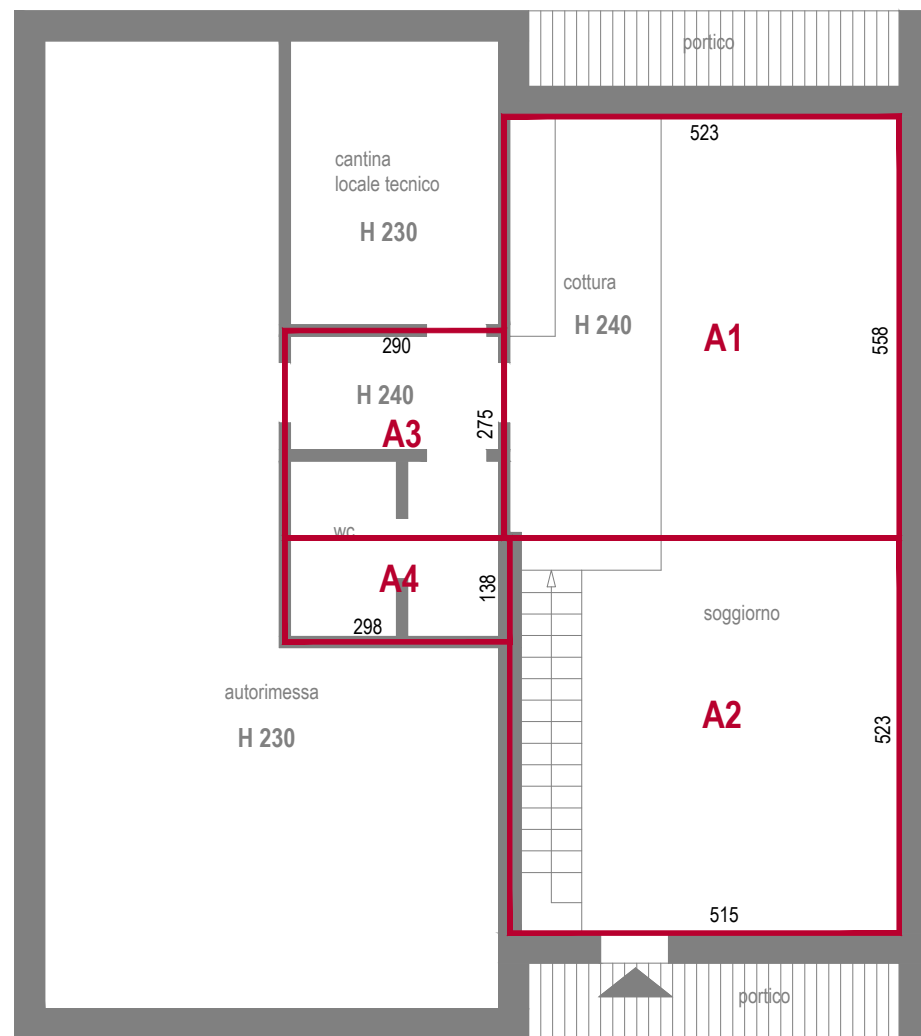 portico
523
cantina
locale tecnico
H 230
cottura
H 240
A1
558
290
H 240
A3
275
wc
A4
138
298
soggiorno
autorimessa
H 230
A2
523
515
portico